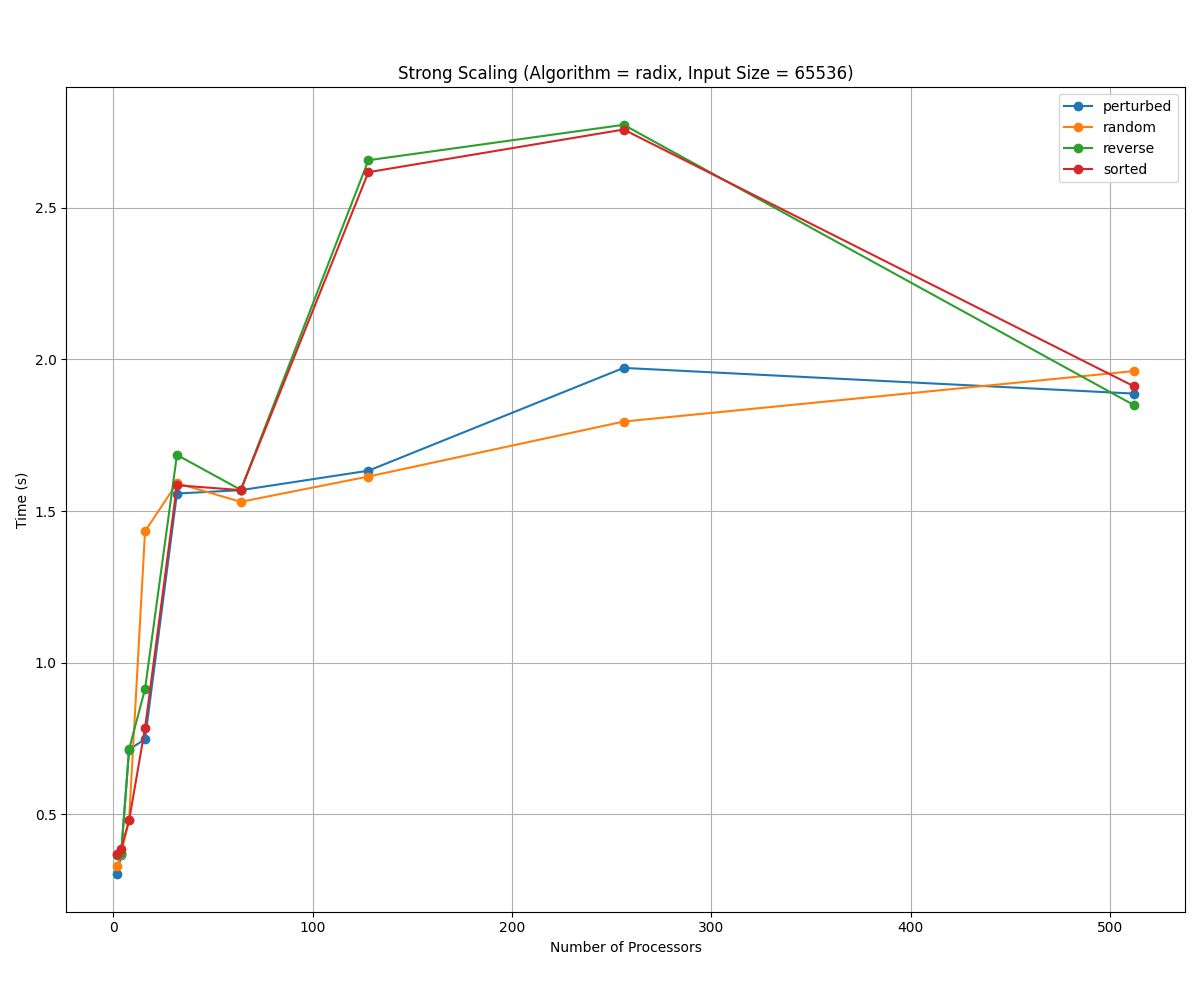 Strong Scaling (Algorithm = radix, Input Size = 65536)
perturbed
random
reverse
sorted
2.5
2.0
1.5
1.0
0.5
Time (s)
0 100 200 300 400 500
Number of Processors